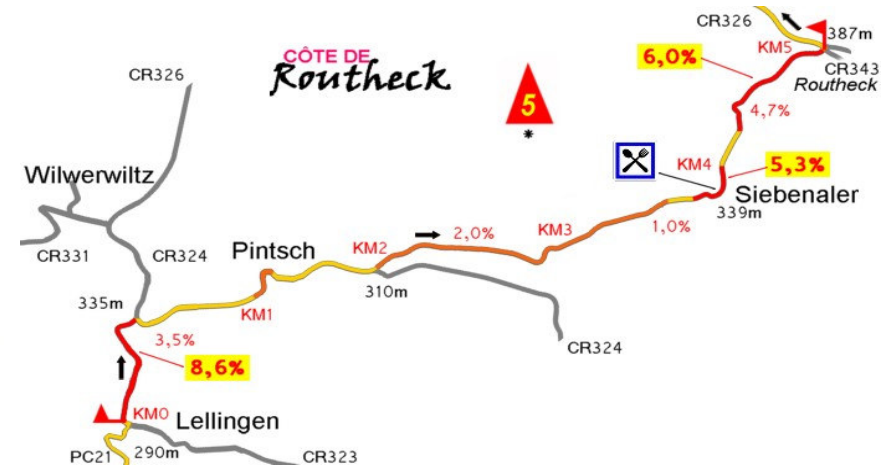 CÔTE DE
Routheck
5
*
CR326
387m
KM5
6,0%
CR343
Routheck
4,7%
CR326
KM4
5,3%
Siebenaler
339m
Wilwerwiltz
CR331
CR324
Pintsch
KM2
2,0%
KM3
1,0%
310m
335m
KM1
3,5%
8,6%
CR324
KM0
Lellingen
PC21
290m
CR323